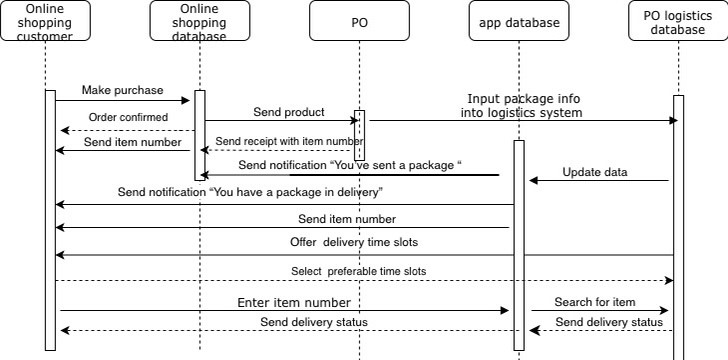 Online
shopping
customer
Online
shopping
database
PO
app database
PO logistics
database
Make purchase
Input package info
into logistics system
Send product
Order confirmed
Send item number
Send receipt with item number
Send notification “You've sent a package “
Update data
Send notification “You have a package in delivery”
Send item number
Offer delivery time slots
Select preferable time slots
Enter item number
Search for item
Send delivery status
Send delivery status